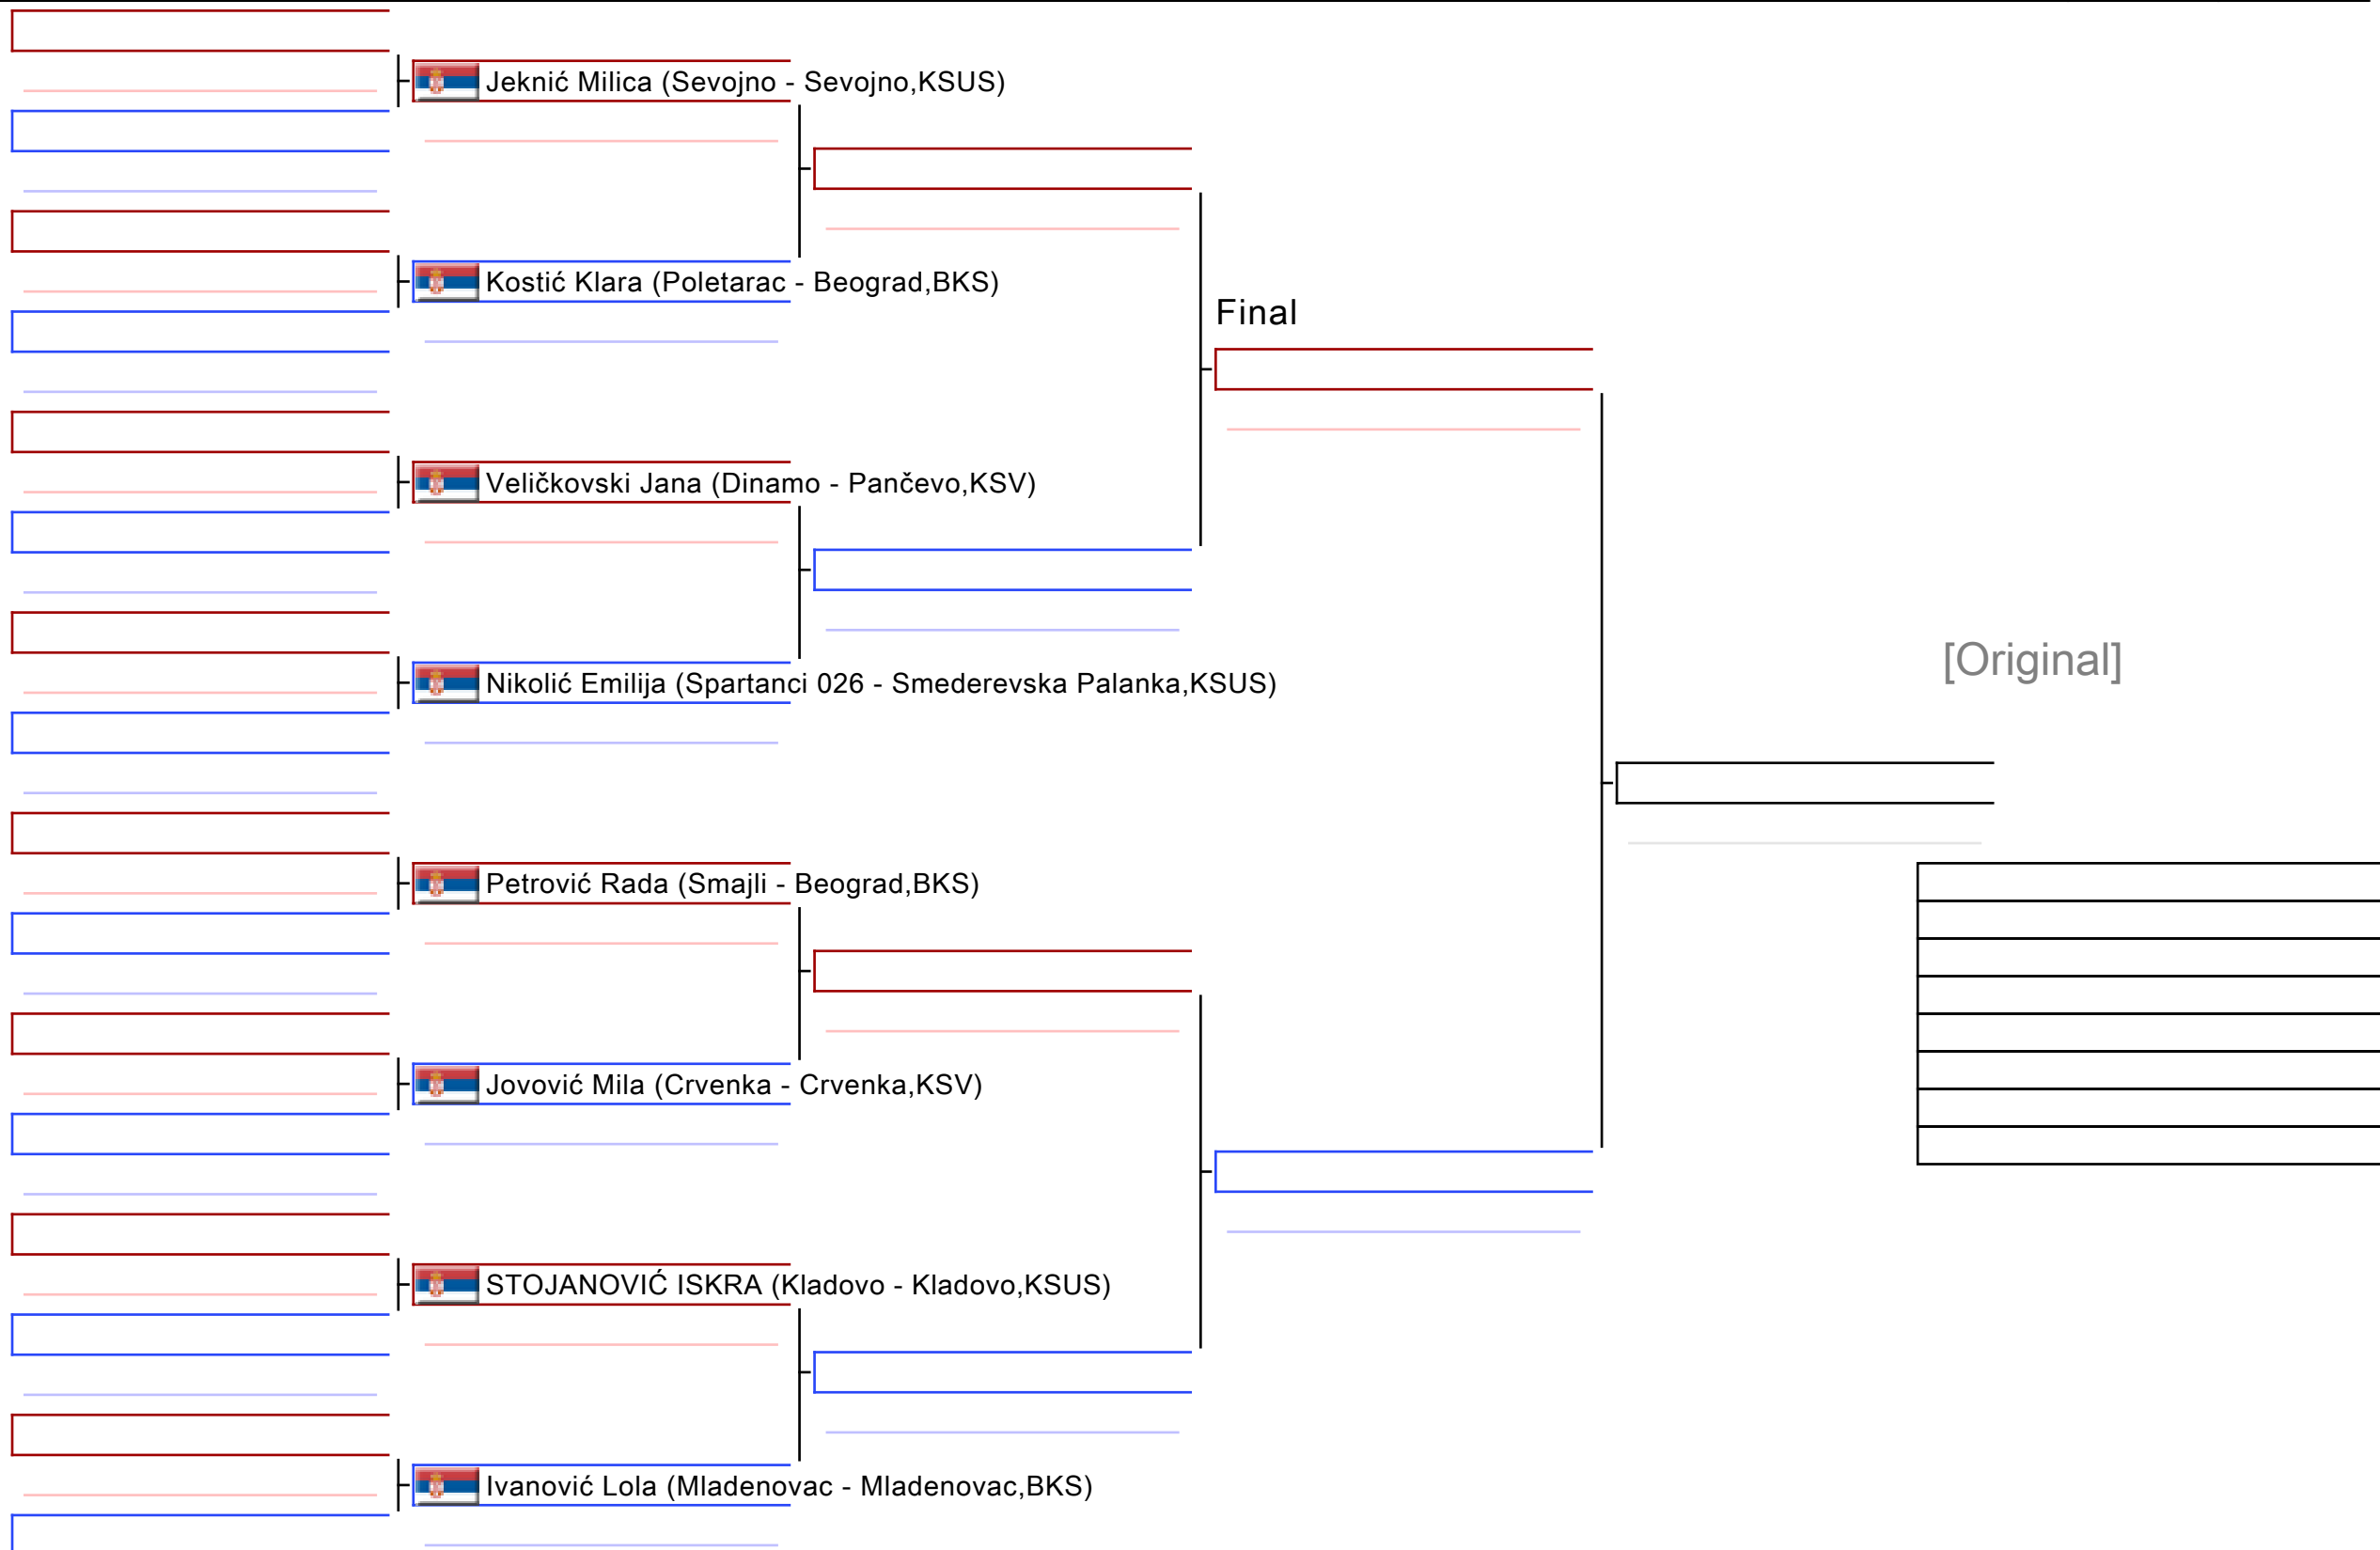 Jeknić Milica (Sevojno - Sevojno,KSUS)
Kostić Klara (Poletarac - Beograd,BKS)
Final
Veličkovski Jana (Dinamo - Pančevo,KSV)
[Original]
Nikolić Emilija (Spartanci 026 - Smederevska Palanka,KSUS)
Petrović Rada (Smajli - Beograd,BKS)
Jovović Mila (Crvenka - Crvenka,KSV)
STOJANOVIĆ ISKRA (Kladovo - Kladovo,KSUS)
Ivanović Lola (Mladenovac - Mladenovac,BKS)